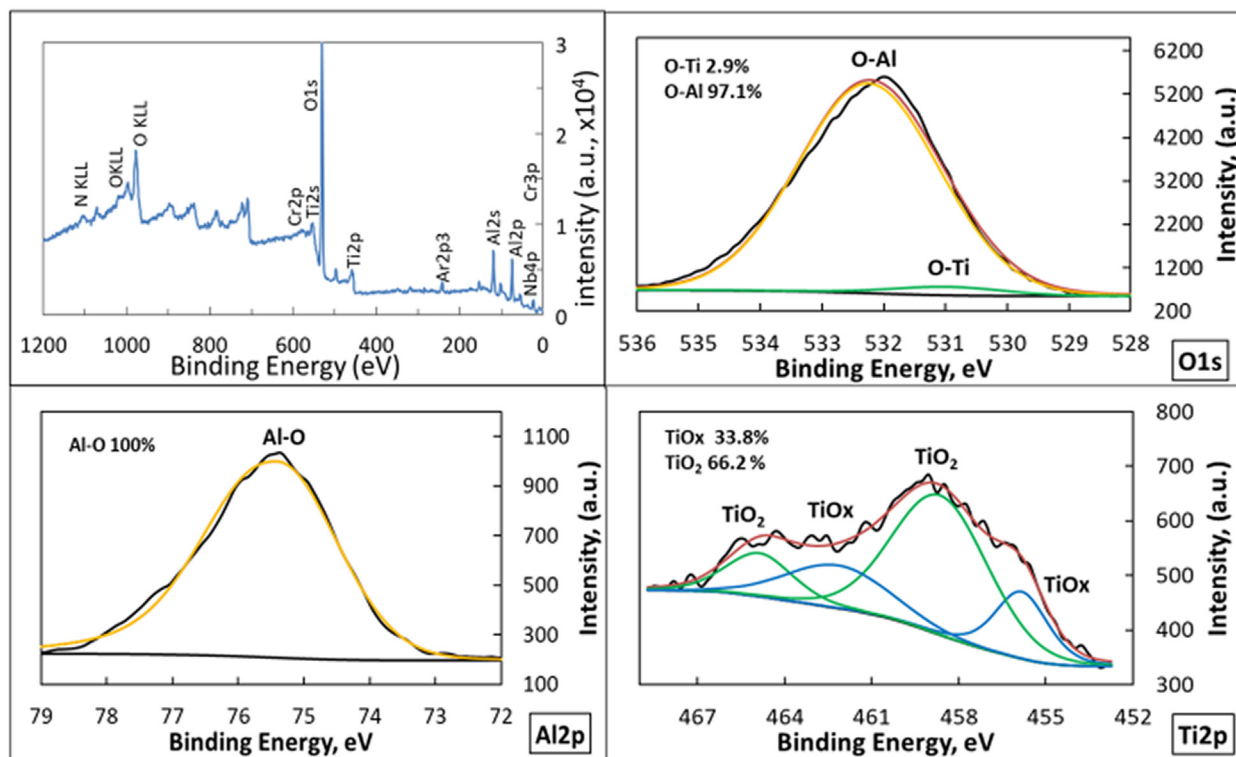 3
2
1
0
intensity (a.u., x10⁴)
N KLL
OKLL
O KLL
Cr2p
Ti2s
O1s
Ti2p
Ar2p3
Al2s
Al2p
Nb4p
Cr3p
1200 1000 800 600 400 200 0
Binding Energy (eV)
O-Ti 2.9%
O-Al 97.1%
O-Al
O-Ti
6200
5200
4200
3200
2200
1200
200
Intensity, (a.u.)
536 535 534 533 532 531 530 529 528
Binding Energy, eV
O1s
Al-O 100%
Al-O
1100
900
700
500
300
100
Intensity, (a.u.)
79 78 77 76 75 74 73 72
Binding Energy, eV
Al2p
TiOx 33.8%
TiO₂ 66.2 %
TiO₂
TiOx
TiO₂
TiOx
800
700
600
500
400
300
Intensity, (a.u.)
467 464 461 458 455 452
Binding Energy, eV
Ti2p